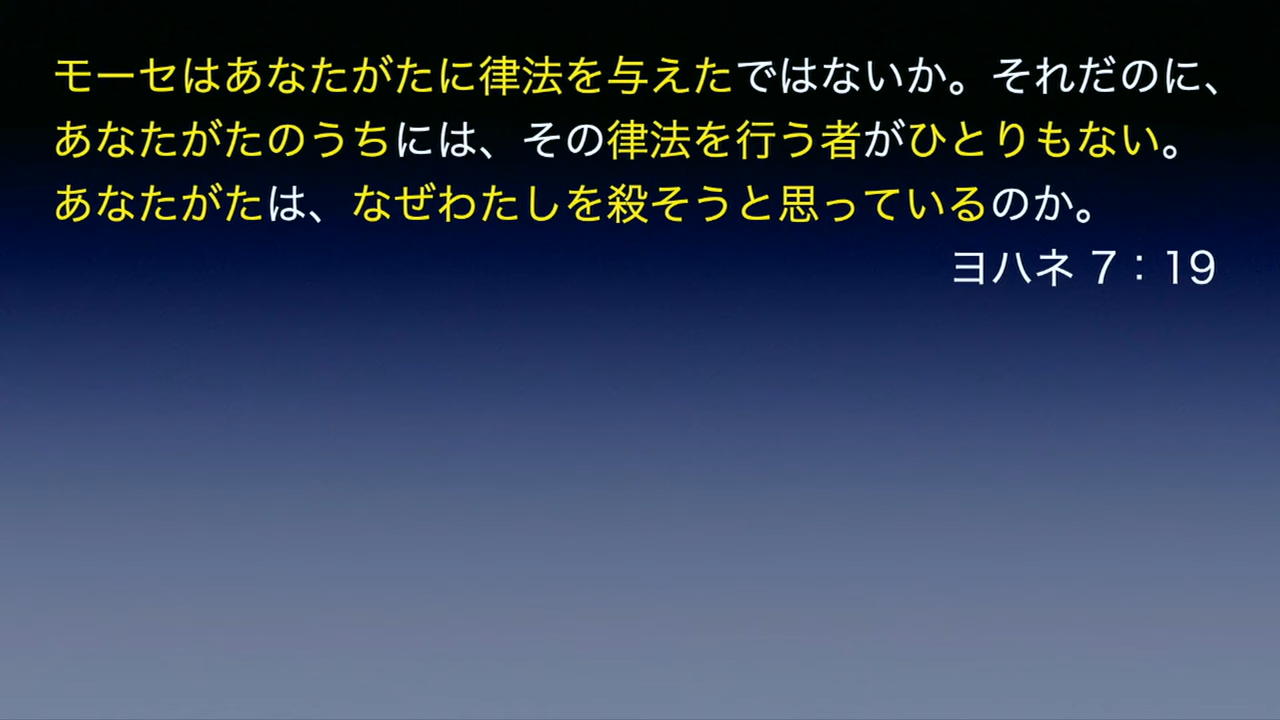 モーセはあなたがたに律法を与えたではないか。それだのに、
あなたがたのうちには、その律法を行う者がひとりもない。
あなたがたは、なぜわたしを殺そうと思っているのか。
ヨハネ 7：19